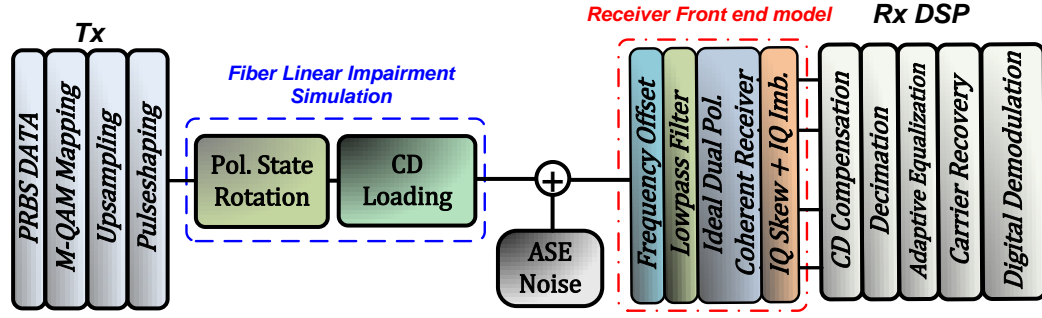 Tx
PRBS DATA
M-QAM Mapping
Upsampling
Pulseshaping
Fiber Linear Impairment
Simulation
Pol. State
Rotation
CD
Loading
+
ASE
Noise
Receiver Front end model
Frequency Offset
Lowpass Filter
Ideal Dual Pol.
Coherent Receiver
IQ Skew + IQ Imb.
Rx DSP
CD Compensation
Decimation
Adaptive Equalization
Carrier Recovery
Digital Demodulation